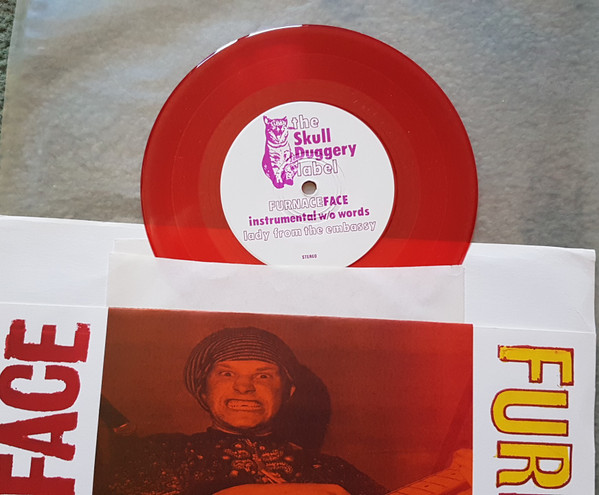 the
Skull
Duggery
label
FURNACEFACE
instrumental w/o words
lady from the embassy
STEREO
FACE
FUR